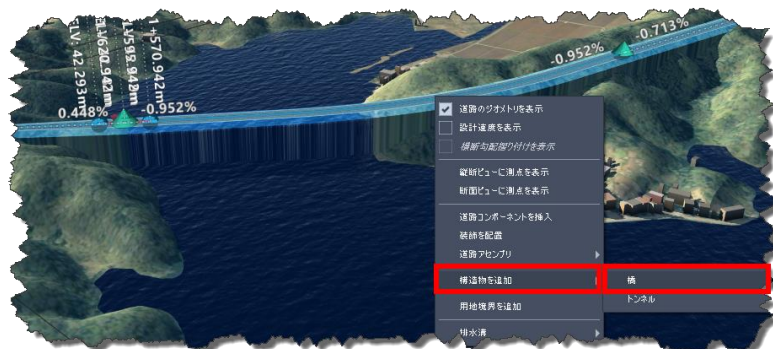 -0.713%
-0.952%
1+570.942m
ELV: 42.293m
0.448%
-0.952%
道路のジオメトリを表示
設計速度を表示
横断勾配擦り付けを表示
縦断ビューに測点を表示
断面ビューに測点を表示
道路コンポーネントを挿入
装飾を配置
道路アセンブリ
構造物を追加
橋
トンネル
用地境界を追加
排水溝